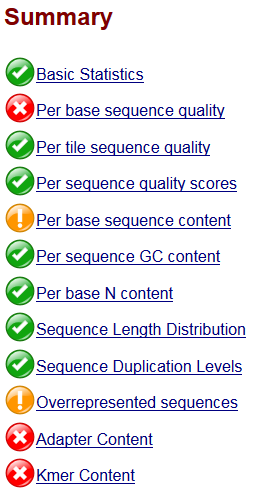 Summary
Basic Statistics
Per base sequence quality
Per tile sequence quality
Per sequence quality scores
Per base sequence content
Per sequence GC content
Per base N content
Sequence Length Distribution
Sequence Duplication Levels
Overrepresented sequences
Adapter Content
Kmer Content